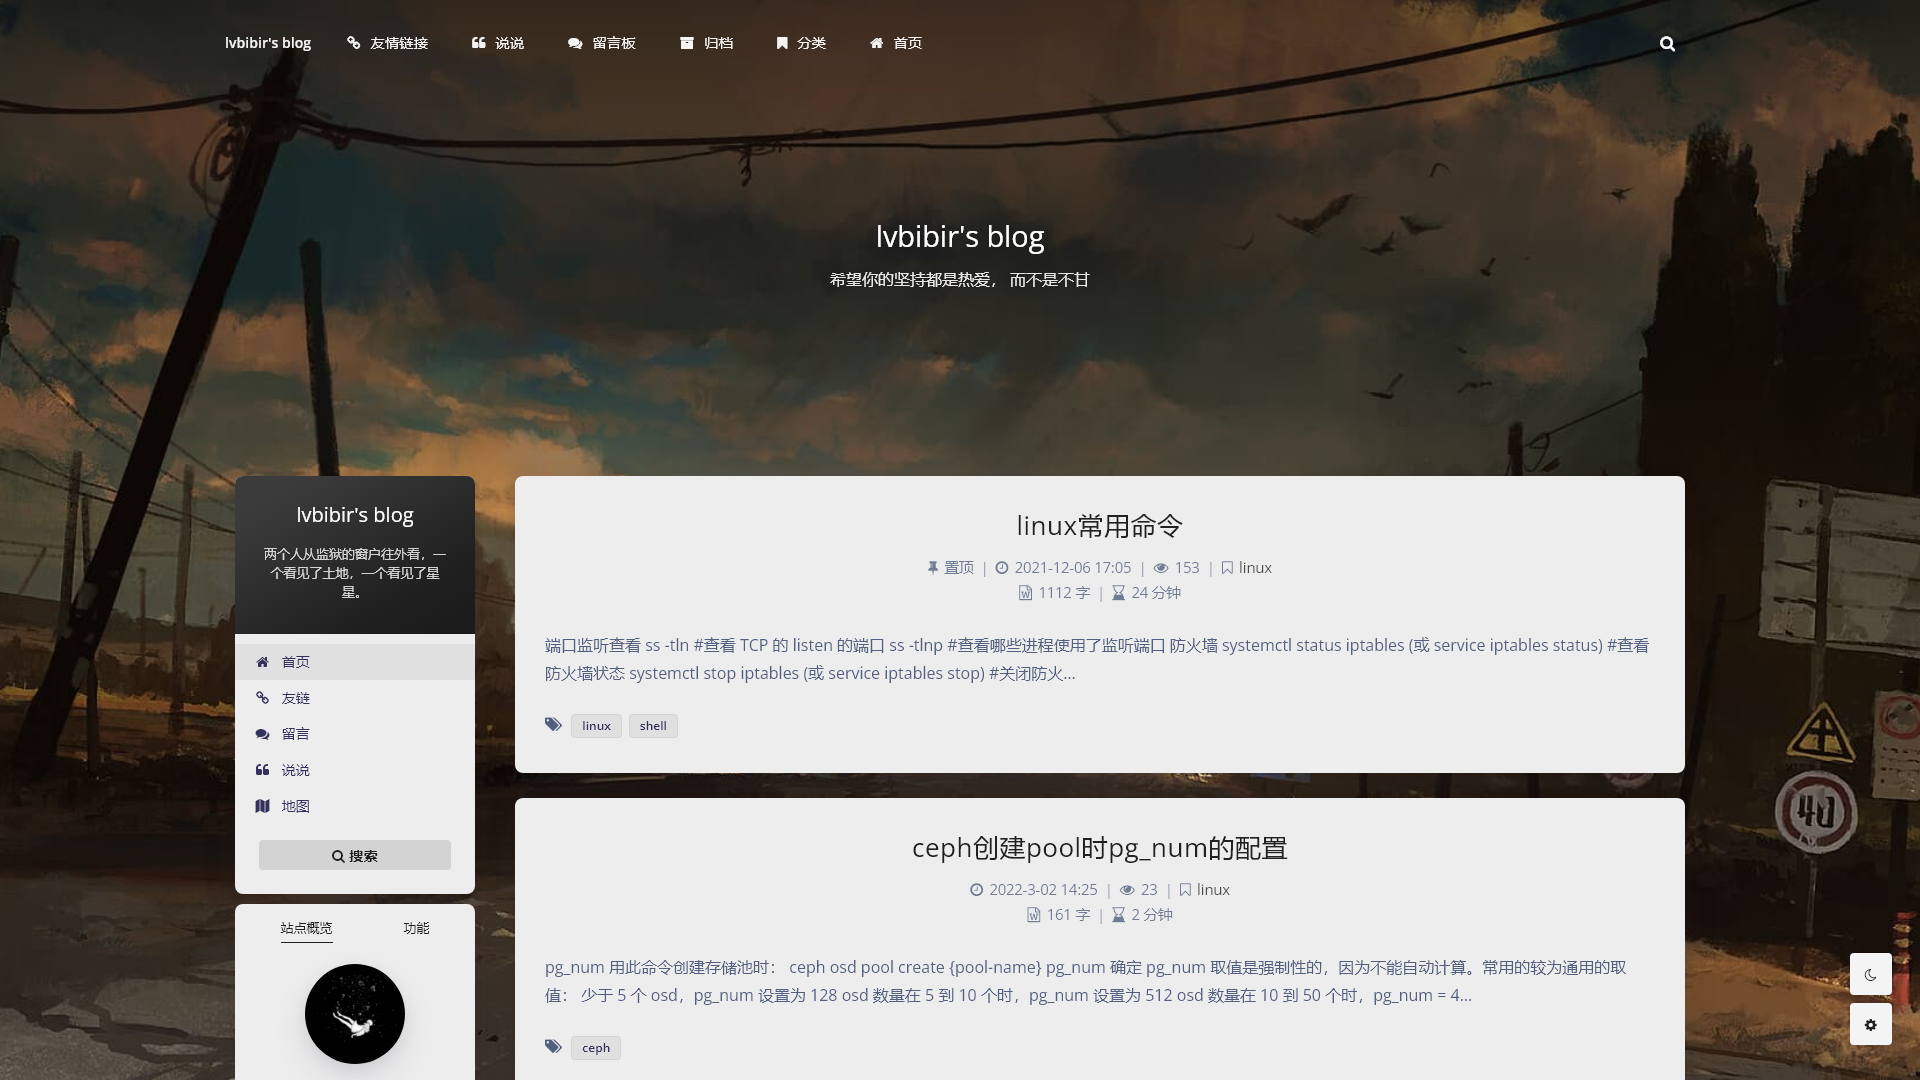 lvbibir's blog 友情链接 说说 留言板 归档 分类 首页
lvbibir's blog
希望你的坚持都是热爱， 而不是不甘
lvbibir's blog
两个人从监狱的窗户往外看，一
个看见了土地，一个看见了星
星。
首页
友链
留言
说说
地图
搜索
站点概览 功能
linux常用命令
置顶 | 2021-12-06 17:05 | 153 | linux
1112 字 | 24 分钟
端口监听查看 ss -tln #查看 TCP 的 listen 的端口 ss -tlnp #查看哪些进程使用了监听端口 防火墙 systemctl status iptables (或 service iptables status) #查看
防火墙状态 systemctl stop iptables (或 service iptables stop) #关闭防火...
linux shell
ceph创建pool时pg_num的配置
2022-3-02 14:25 | 23 | linux
161 字 | 2 分钟
pg_num 用此命令创建存储池时： ceph osd pool create {pool-name} pg_num 确定 pg_num 取值是强制性的，因为不能自动计算。常用的较为通用的取
值： 少于 5 个 osd，pg_num 设置为 128 osd 数量在 5 到 10 个时，pg_num 设置为 512 osd 数量在 10 到 50 个时，pg_num = 4...
ceph
40